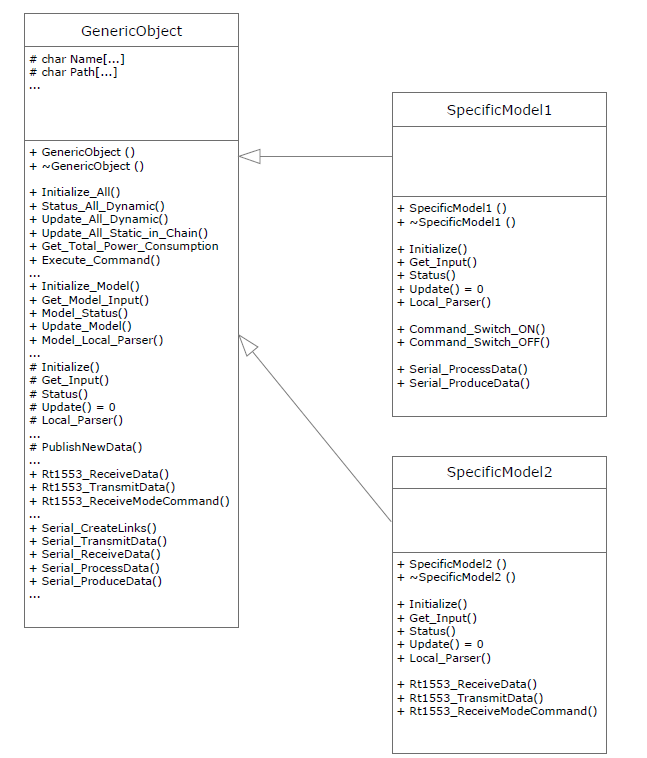 GenericObject
# char Name[...]
# char Path[...]
...
+ GenericObject ()
+ ~GenericObject ()
+ Initialize_All()
+ Status_All_Dynamic()
+ Update_All_Dynamic()
+ Update_All_Static_in_Chain()
+ Get_Total_Power_Consumption
+ Execute_Command()
...
+ Initialize_Model()
+ Get_Model_Input()
+ Model_Status()
+ Update_Model()
+ Model_Local_Parser()
...
# Initialize()
# Get_Input()
# Status()
# Update() = 0
# Local_Parser()
...
# PublishNewData()
...
+ Rt1553_ReceiveData()
+ Rt1553_TransmitData()
+ Rt1553_ReceiveModeCommand()
...
+ Serial_CreateLinks()
+ Serial_TransmitData()
+ Serial_ReceiveData()
+ Serial_ProcessData()
+ Serial_ProduceData()
...
SpecificModel1
+ SpecificModel1 ()
+ ~SpecificModel1 ()
+ Initialize()
+ Get_Input()
+ Status()
+ Update() = 0
+ Local_Parser()
+ Command_Switch_ON()
+ Command_Switch_OFF()
+ Serial_ProcessData()
+ Serial_ProduceData()
SpecificModel2
+ SpecificModel2 ()
+ ~SpecificModel2 ()
+ Initialize()
+ Get_Input()
+ Status()
+ Update() = 0
+ Local_Parser()
+ Rt1553_ReceiveData()
+ Rt1553_TransmitData()
+ Rt1553_ReceiveModeCommand()